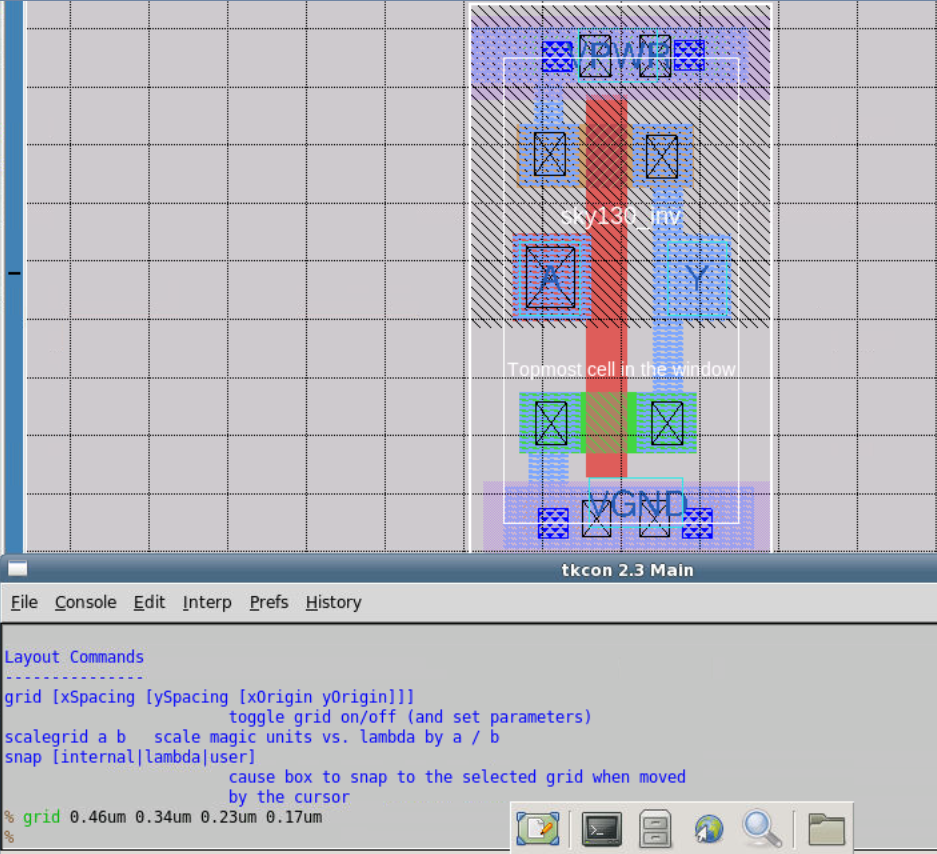 VPWR
sky130_inv
A
Y
Topmost cell in the window
VGND
tkcon 2.3 Main
File Console Edit Interp Prefs History
Layout Commands
---------------
grid [xSpacing [ySpacing [xOrigin yOrigin]]]
toggle grid on/off (and set parameters)
scalegrid a b scale magic units vs. lambda by a / b
snap [internal|lambda|user]
cause box to snap to the selected grid when moved
by the cursor
% grid 0.46um 0.34um 0.23um 0.17um
%